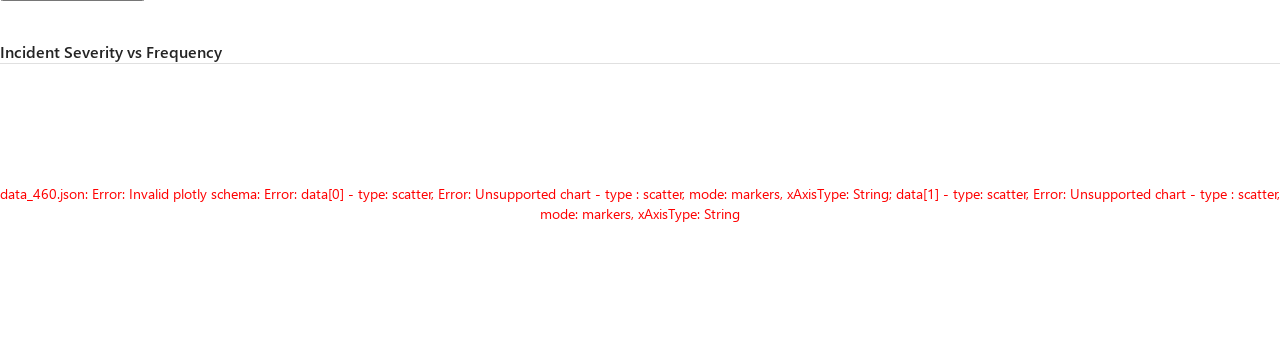 Incident Severity vs Frequency
data_460.json: Error: Invalid plotly schema: Error: data[0] - type: scatter, Error: Unsupported chart - type : scatter, mode: markers, xAxisType: String; data[1] - type: scatter, Error: Unsupported chart - type : scatter,
mode: markers, xAxisType: String